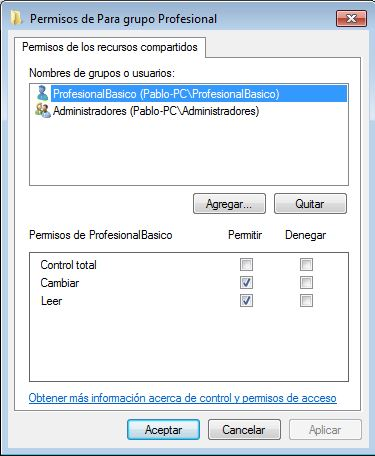 Permisos de Para grupo Profesional
Permisos de los recursos compartidos
Nombres de grupos o usuarios:
ProfesionalBasico (Pablo-PC\ProfesionalBasico)
Administradores (Pablo-PC\Administradores)
Agregar... Quitar
Permisos de ProfesionalBasico Permitir Denegar
Control total
Cambiar
Leer
Obtener más información acerca de control y permisos de acceso
Aceptar Cancelar Aplicar